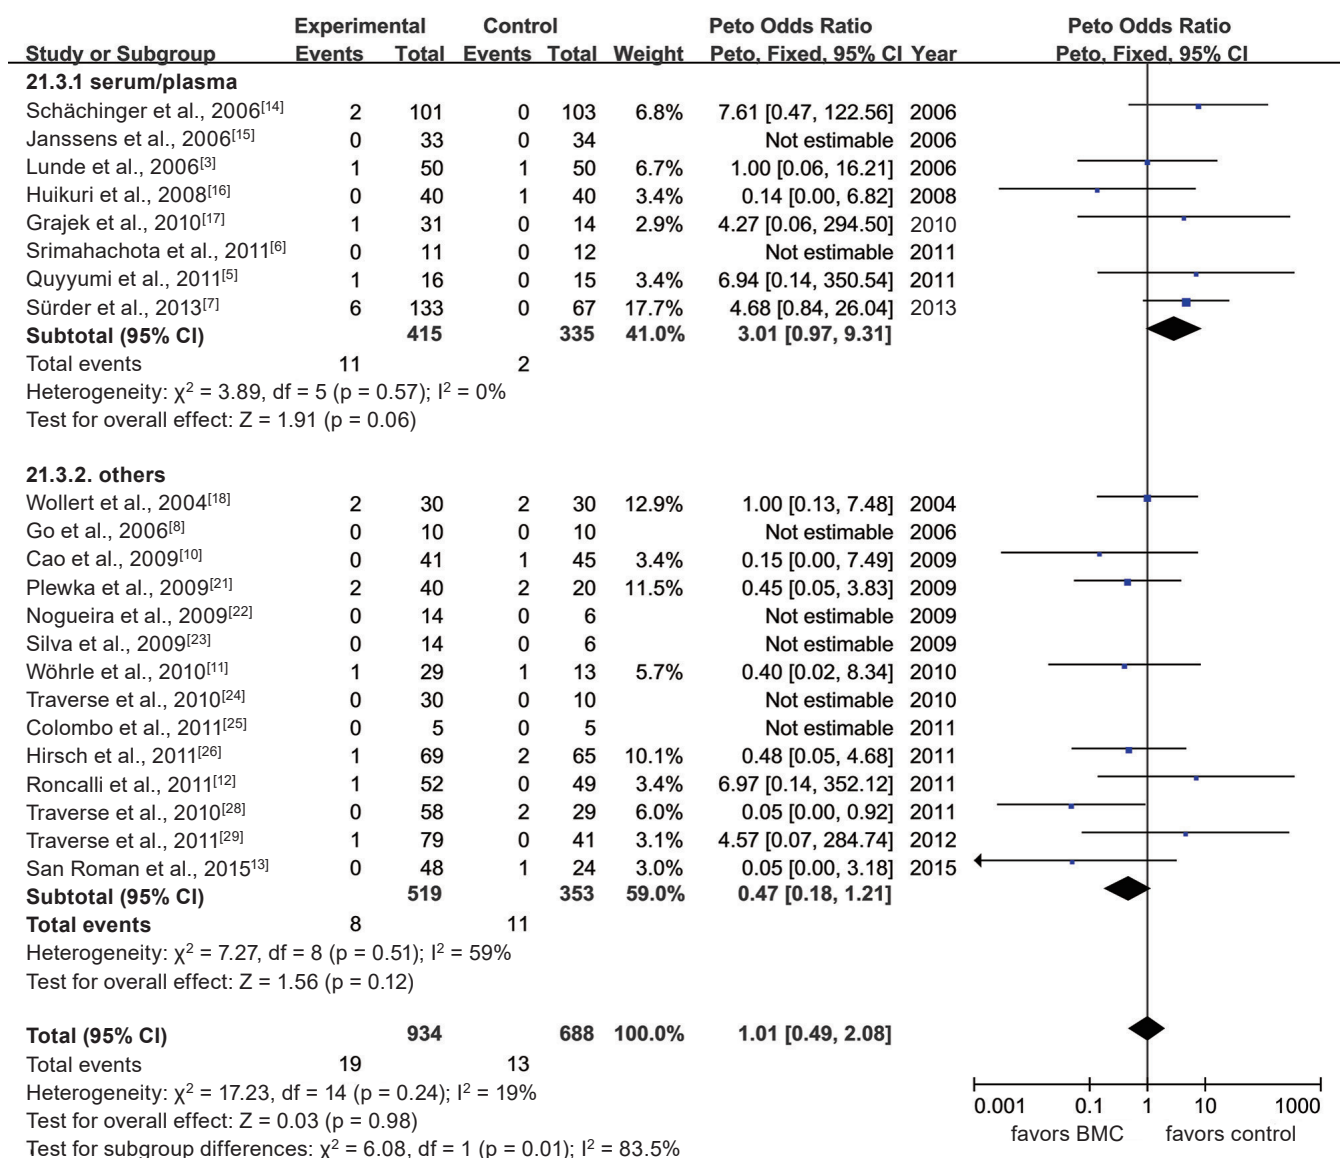 Experimental Control Peto Odds Ratio Peto Odds Ratio
Study or Subgroup Events Total Events Total Weight Peto, Fixed, 95% CI Year Peto, Fixed, 95% CI
21.3.1 serum/plasma
Schächinger et al., 2006[14] 2 101 0 103 6.8% 7.61 [0.47, 122.56] 2006
Janssens et al., 2006[15] 0 33 0 34 Not estimable 2006
Lunde et al., 2006[3] 1 50 1 50 6.7% 1.00 [0.06, 16.21] 2006
Huikuri et al., 2008[16] 0 40 1 40 3.4% 0.14 [0.00, 6.82] 2008
Grajek et al., 2010[17] 1 31 0 14 2.9% 4.27 [0.06, 294.50] 2010
Srimahachota et al., 2011[6] 0 11 0 12 Not estimable 2011
Quyyumi et al., 2011[5] 1 16 0 15 3.4% 6.94 [0.14, 350.54] 2011
Sürder et al., 2013[7] 6 133 0 67 17.7% 4.68 [0.84, 26.04] 2013
Subtotal (95% CI) 415 335 41.0% 3.01 [0.97, 9.31]
Total events 11 2
Heterogeneity: χ² = 3.89, df = 5 (p = 0.57); I² = 0%
Test for overall effect: Z = 1.91 (p = 0.06)
21.3.2. others
Wollert et al., 2004[18] 2 30 2 30 12.9% 1.00 [0.13, 7.48] 2004
Go et al., 2006[8] 0 10 0 10 Not estimable 2006
Cao et al., 2009[10] 0 41 1 45 3.4% 0.15 [0.00, 7.49] 2009
Plewka et al., 2009[21] 2 40 2 20 11.5% 0.45 [0.05, 3.83] 2009
Nogueira et al., 2009[22] 0 14 0 6 Not estimable 2009
Silva et al., 2009[23] 0 14 0 6 Not estimable 2009
Wöhrle et al., 2010[11] 1 29 1 13 5.7% 0.40 [0.02, 8.34] 2010
Traverse et al., 2010[24] 0 30 0 10 Not estimable 2010
Colombo et al., 2011[25] 0 5 0 5 Not estimable 2011
Hirsch et al., 2011[26] 1 69 2 65 10.1% 0.48 [0.05, 4.68] 2011
Roncalli et al., 2011[12] 1 52 0 49 3.4% 6.97 [0.14, 352.12] 2011
Traverse et al., 2010[28] 0 58 2 29 6.0% 0.05 [0.00, 0.92] 2011
Traverse et al., 2011[29] 1 79 0 41 3.1% 4.57 [0.07, 284.74] 2012
San Roman et al., 2015[13] 0 48 1 24 3.0% 0.05 [0.00, 3.18] 2015
Subtotal (95% CI) 519 353 59.0% 0.47 [0.18, 1.21]
Total events 8 11
Heterogeneity: χ² = 7.27, df = 8 (p = 0.51); I² = 59%
Test for overall effect: Z = 1.56 (p = 0.12)
Total (95% CI) 934 688 100.0% 1.01 [0.49, 2.08]
Total events 19 13
Heterogeneity: χ² = 17.23, df = 14 (p = 0.24); I² = 19%
Test for overall effect: Z = 0.03 (p = 0.98)
Test for subgroup differences: χ² = 6.08, df = 1 (p = 0.01); I² = 83.5%
0.001 0.1 1 10 1000
favors BMC favors control